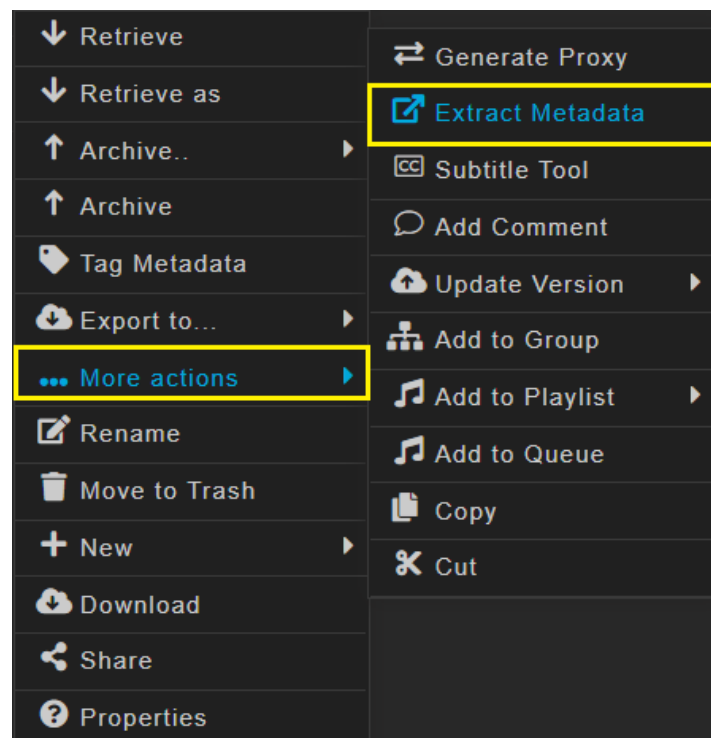 Retrieve
Retrieve as
Archive..
Archive
Tag Metadata
Export to...
More actions
Rename
Move to Trash
New
Download
Share
Properties
Generate Proxy
Extract Metadata
CC Subtitle Tool
Add Comment
Update Version
Add to Group
Add to Playlist
Add to Queue
Copy
Cut